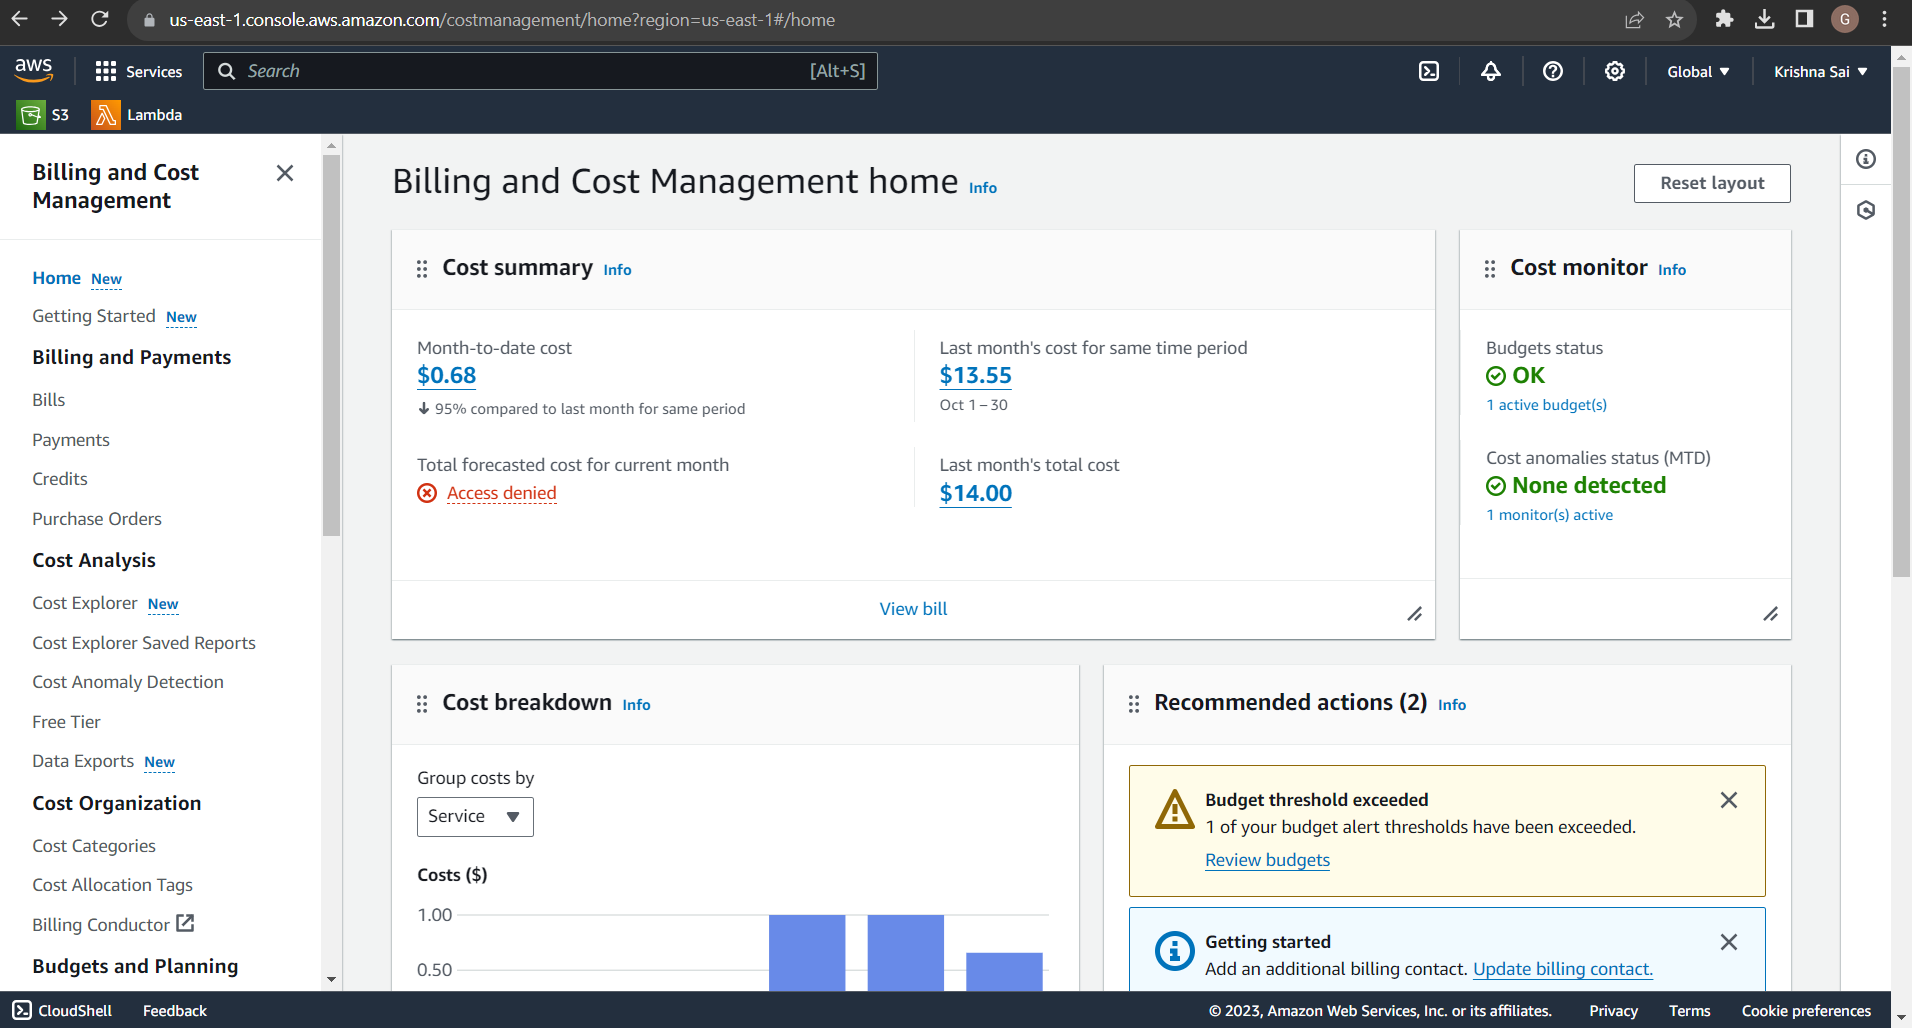 us-east-1.console.aws.amazon.com/costmanagement/home?region=us-east-1#/home
G
aws
Services
Search
[Alt+S]
Global
Krishna Sai
S3
Lambda
Billing and Cost
Management
Home New
Getting Started New
Billing and Payments
Bills
Payments
Credits
Purchase Orders
Cost Analysis
Cost Explorer New
Cost Explorer Saved Reports
Cost Anomaly Detection
Free Tier
Data Exports New
Cost Organization
Cost Categories
Cost Allocation Tags
Billing Conductor
Budgets and Planning
Billing and Cost Management home Info
Reset layout
Cost summary Info
Month-to-date cost
$0.68
95% compared to last month for same period
Last month's cost for same time period
$13.55
Oct 1 – 30
Total forecasted cost for current month
Access denied
Last month's total cost
$14.00
View bill
Cost monitor Info
Budgets status
OK
1 active budget(s)
Cost anomalies status (MTD)
None detected
1 monitor(s) active
Cost breakdown Info
Group costs by
Service
Costs ($)
1.00
0.50
Recommended actions (2) Info
Budget threshold exceeded
1 of your budget alert thresholds have been exceeded.
Review budgets
Getting started
Add an additional billing contact. Update billing contact.
CloudShell
Feedback
© 2023, Amazon Web Services, Inc. or its affiliates.
Privacy
Terms
Cookie preferences